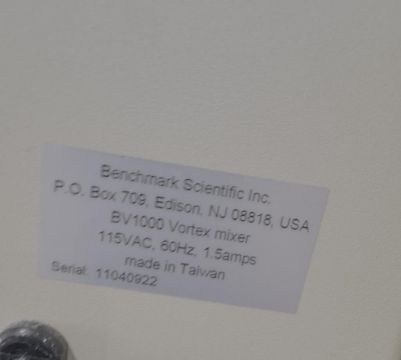 Benchmark Scientific Inc.
P.O. Box 709, Edison, NJ 08818, USA
BV1000 Vortex mixer
115VAC, 60Hz, 1.5amps
made in Taiwan
Serial: 11040922